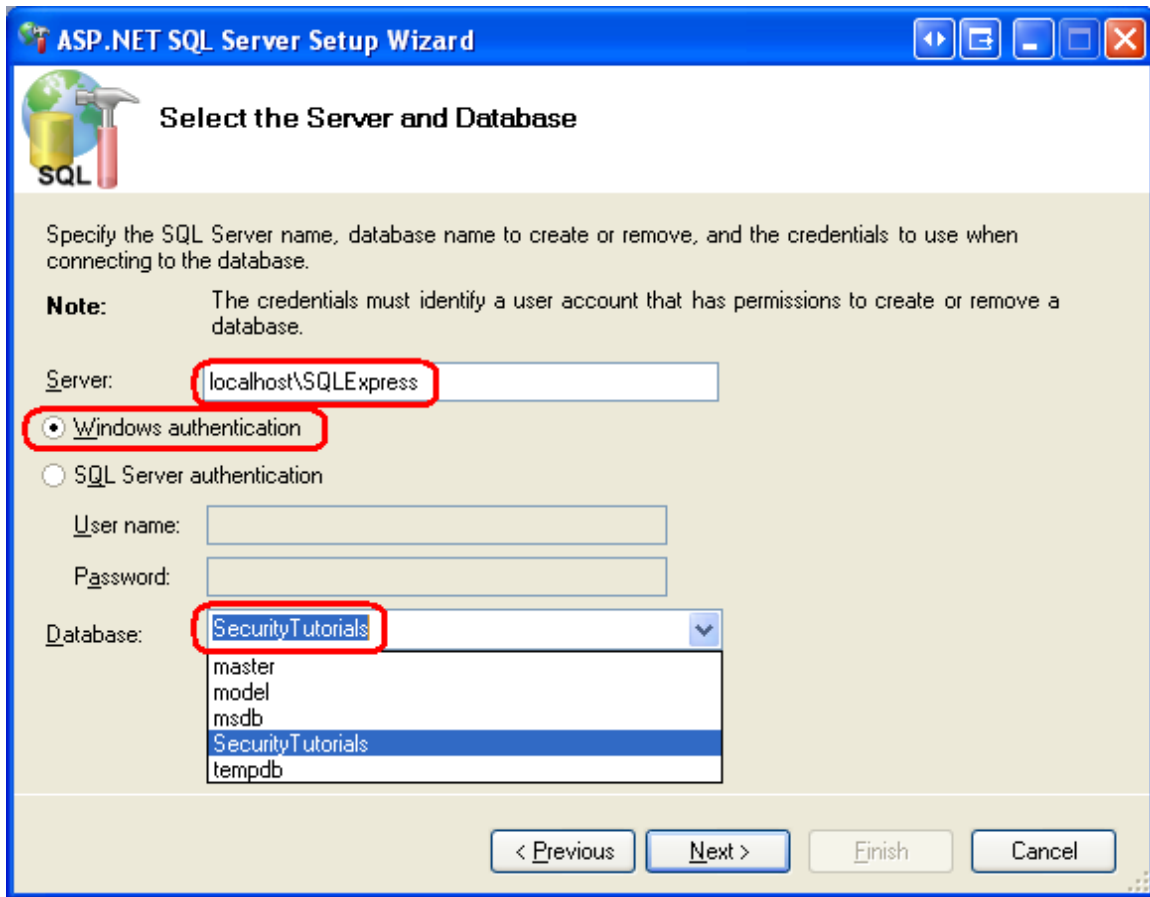 ASP.NET SQL Server Setup Wizard
Select the Server and Database
SQL
Specify the SQL Server name, database name to create or remove, and the credentials to use when
connecting to the database.
Note: The credentials must identify a user account that has permissions to create or remove a
database.
Server: localhost\SQLExpress
Windows authentication
SQL Server authentication
User name:
Password:
Database: SecurityTutorials
master
model
msdb
SecurityTutorials
tempdb
< Previous Next > Finish Cancel